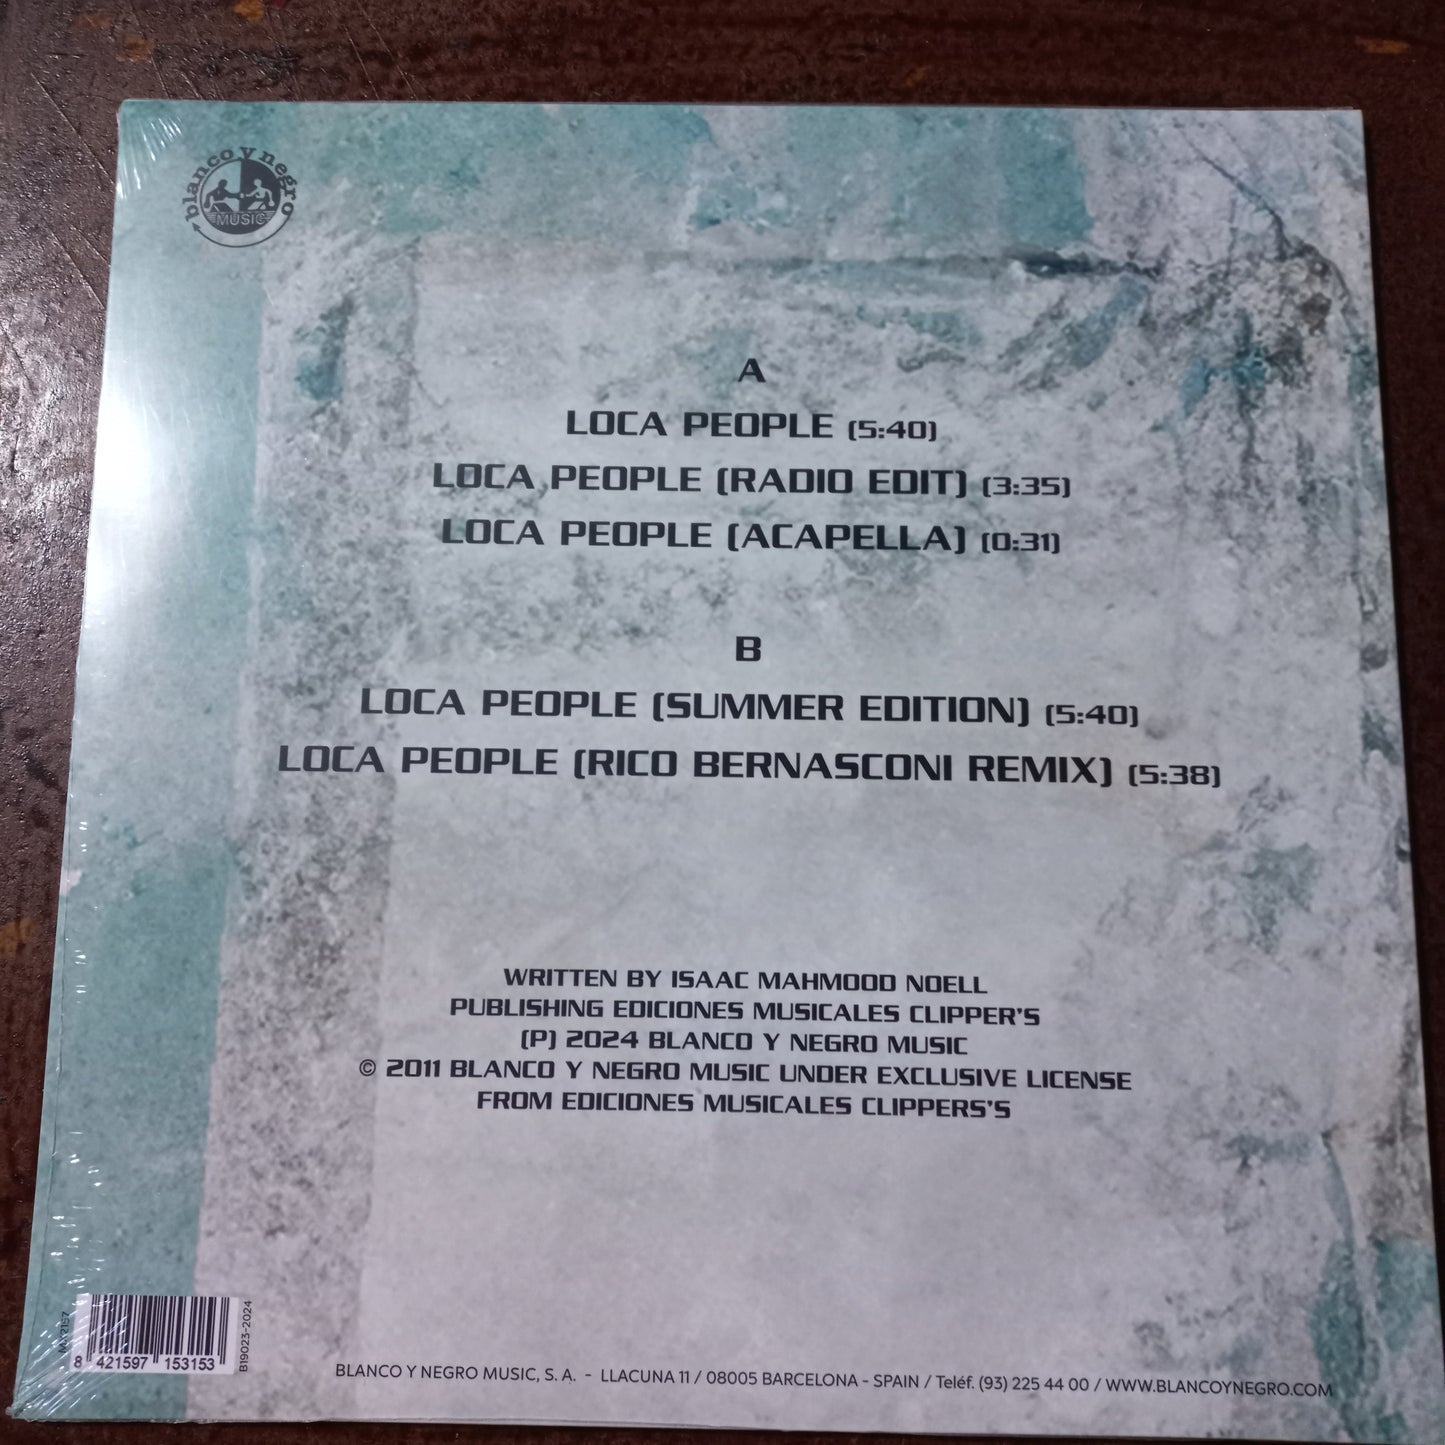 blanco y negro
MUSIC
A
LOCA PEOPLE (5:40)
LOCA PEOPLE (RADIO EDIT) (3:35)
LOCA PEOPLE (ACAPELLA) (0:31)
B
LOCA PEOPLE (SUMMER EDITION) (5:40)
LOCA PEOPLE (RICO BERNASCONI REMIX) (5:38)
WRITTEN BY ISAAC MAHMOOD NOELL
PUBLISHING EDICIONES MUSICALES CLIPPER'S
(P) 2024 BLANCO Y NEGRO MUSIC
© 2011 BLANCO Y NEGRO MUSIC UNDER EXCLUSIVE LICENSE
FROM EDICIONES MUSICALES CLIPPERS'S
8 421597 153153
B19023-2024
BLANCO Y NEGRO MUSIC, S. A. - LLACUNA 11 / 08005 BARCELONA - SPAIN / Teléf. (93) 225 44 00 / WWW.BLANCOYNEGRO.COM